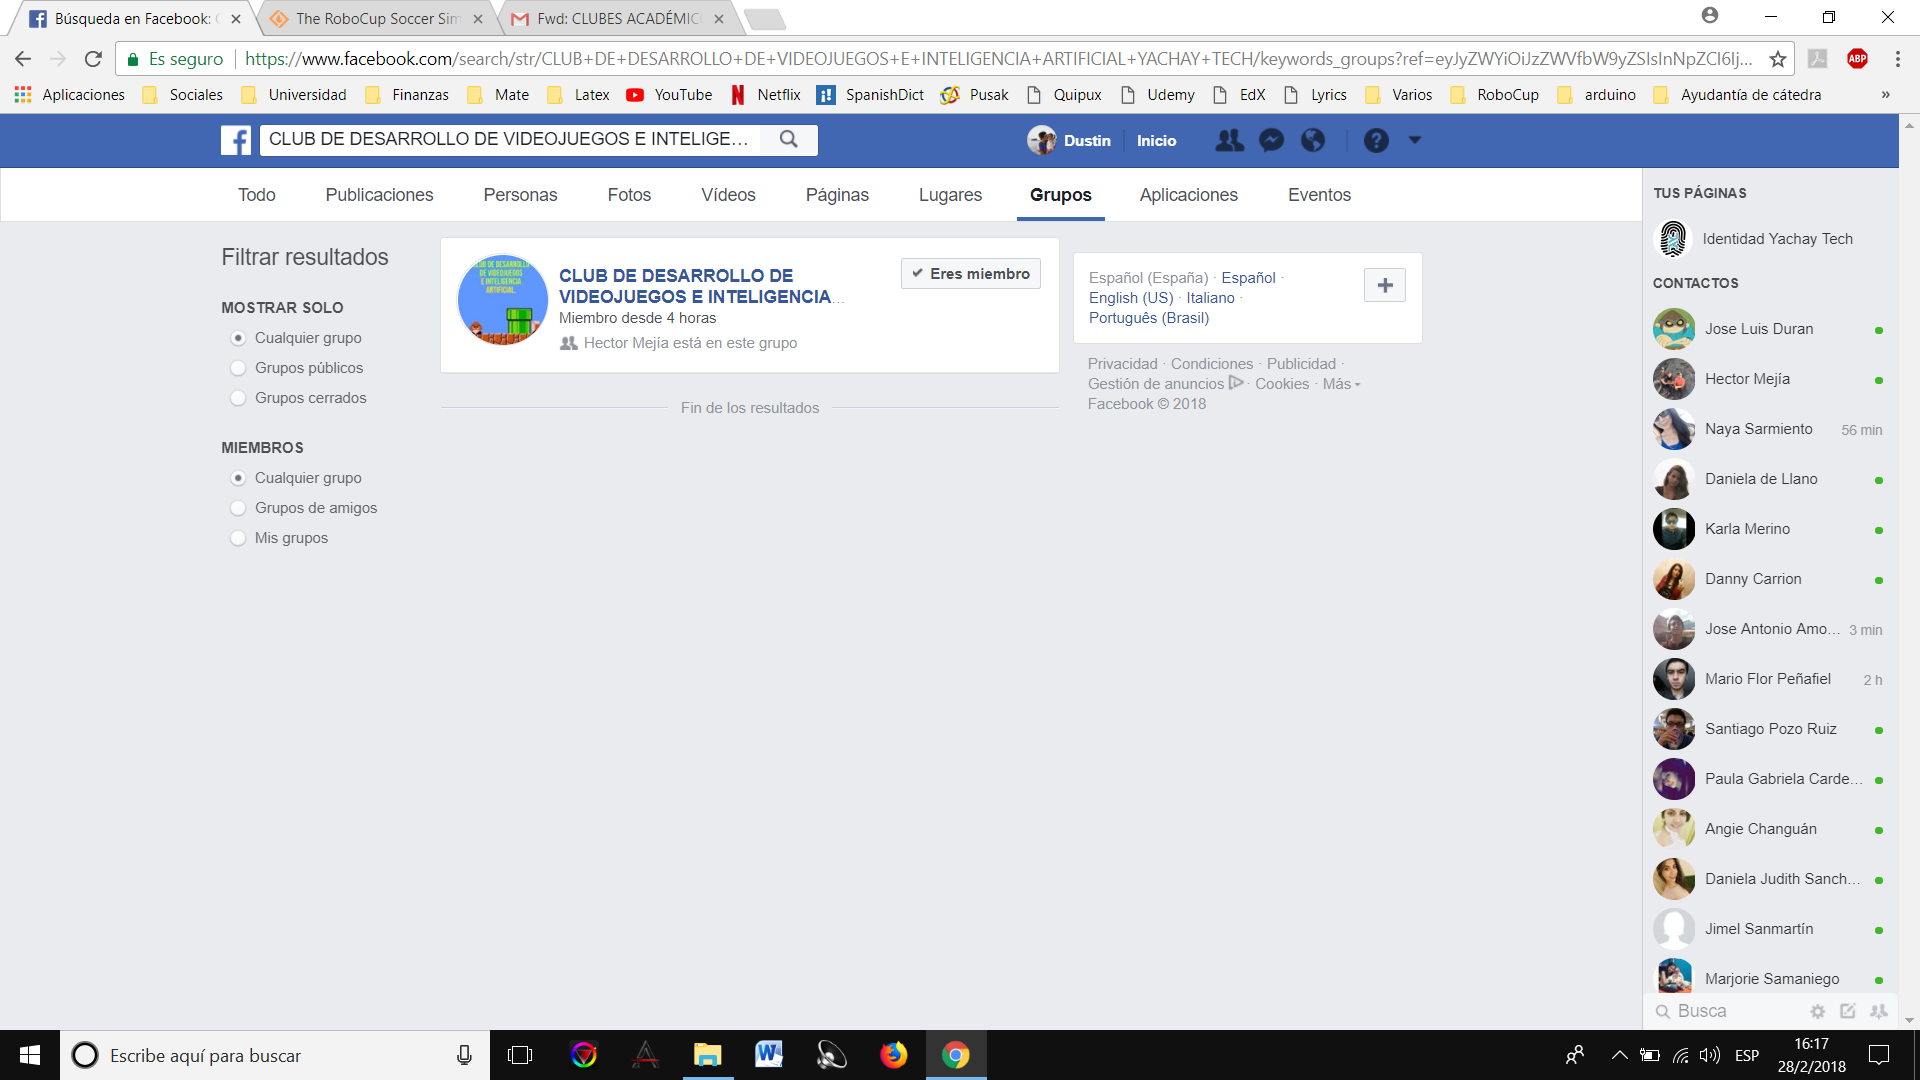 Búsqueda en Facebook:
The RoboCup Soccer Sim
Fwd: CLUBES ACADÉMIC
Es seguro
https://www.facebook.com/search/str/CLUB+DE+DESARROLLO+DE+VIDEOJUEGOS+E+INTELIGENCIA+ARTIFICIAL+YACHAY+TECH/keywords_groups?ref=eyJyZWYiOiJzZWVfbW9yZSIsInNpZCI6Ij...
ABP
Aplicaciones Sociales Universidad Finanzas Mate Latex YouTube Netflix SpanishDict Pusak Quipux Udemy EdX Lyrics Varios RoboCup arduino Ayudantía de cátedra »
CLUB DE DESARROLLO DE VIDEOJUEGOS E INTELIGE...
Dustin Inicio
Todo Publicaciones Personas Fotos Vídeos Páginas Lugares Grupos Aplicaciones Eventos
Filtrar resultados
MOSTRAR SOLO
Cualquier grupo
Grupos públicos
Grupos cerrados
MIEMBROS
Cualquier grupo
Grupos de amigos
Mis grupos
CLUB DE DESARROLLO
DE VIDEOJUEGOS
E INTELIGENCIA
ARTIFICIAL.
CLUB DE DESARROLLO DE
VIDEOJUEGOS E INTELIGENCIA...
Miembro desde 4 horas
Hector Mejía está en este grupo
Eres miembro
Fin de los resultados
Español (España) · Español ·
English (US) · Italiano ·
Português (Brasil)
Privacidad · Condiciones · Publicidad ·
Gestión de anuncios · Cookies · Más
Facebook © 2018
TUS PÁGINAS
Identidad Yachay Tech
CONTACTOS
Jose Luis Duran
Hector Mejía
Naya Sarmiento 56 min
Daniela de Llano
Karla Merino
Danny Carrion
Jose Antonio Amo... 3 min
Mario Flor Peñafiel 2 h
Santiago Pozo Ruiz
Paula Gabriela Carde...
Angie Changuán
Daniela Judith Sanch...
Jimel Sanmartín
Marjorie Samaniego
Busca
Escribe aquí para buscar
ESP
16:17
28/2/2018